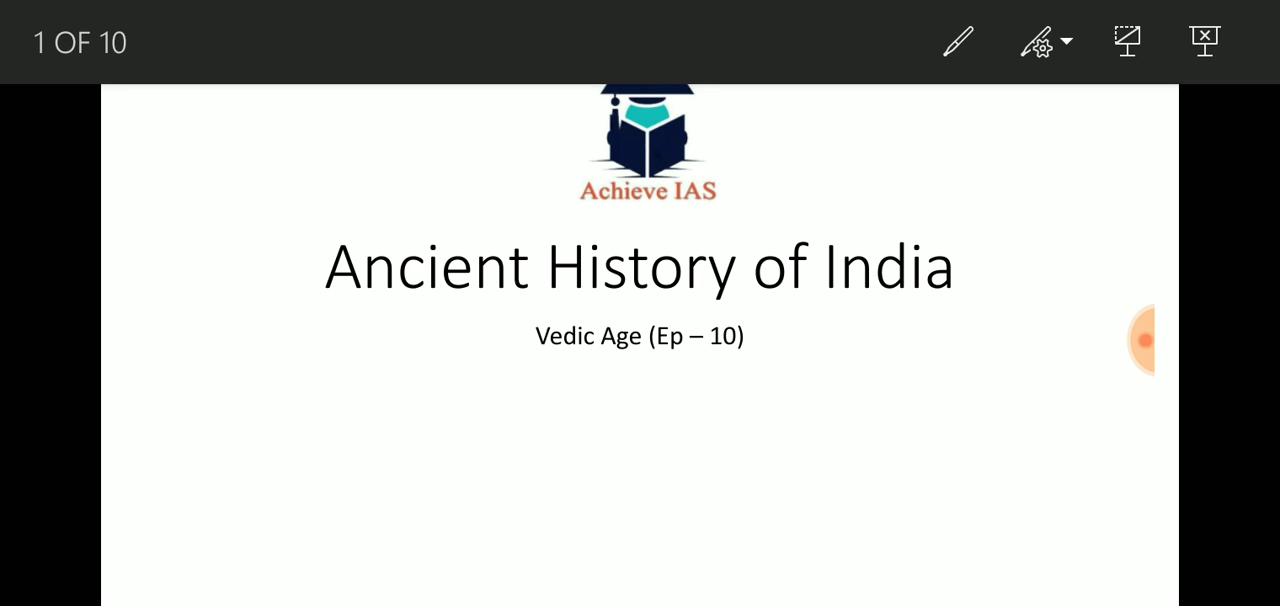 1 OF 10
Achieve IAS
Ancient History of India
Vedic Age (Ep – 10)